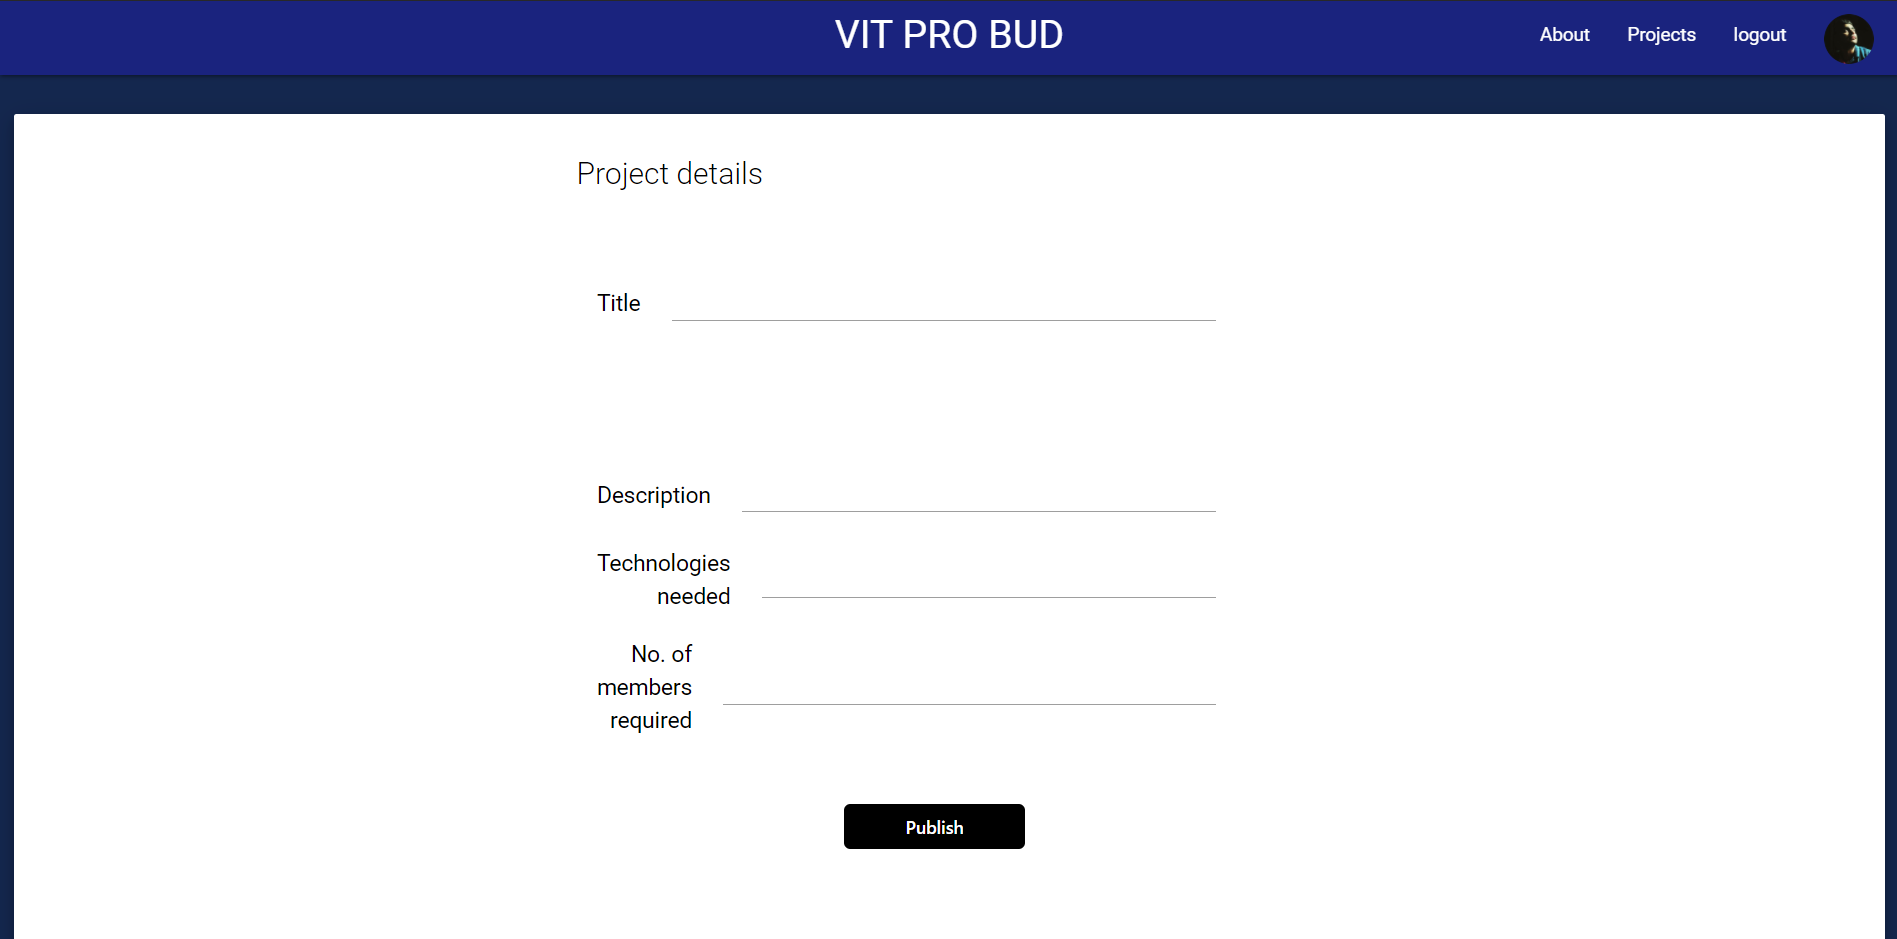 VIT PRO BUD
About Projects logout
Project details
Title
Description
Technologies
needed
No. of
members
required
Publish